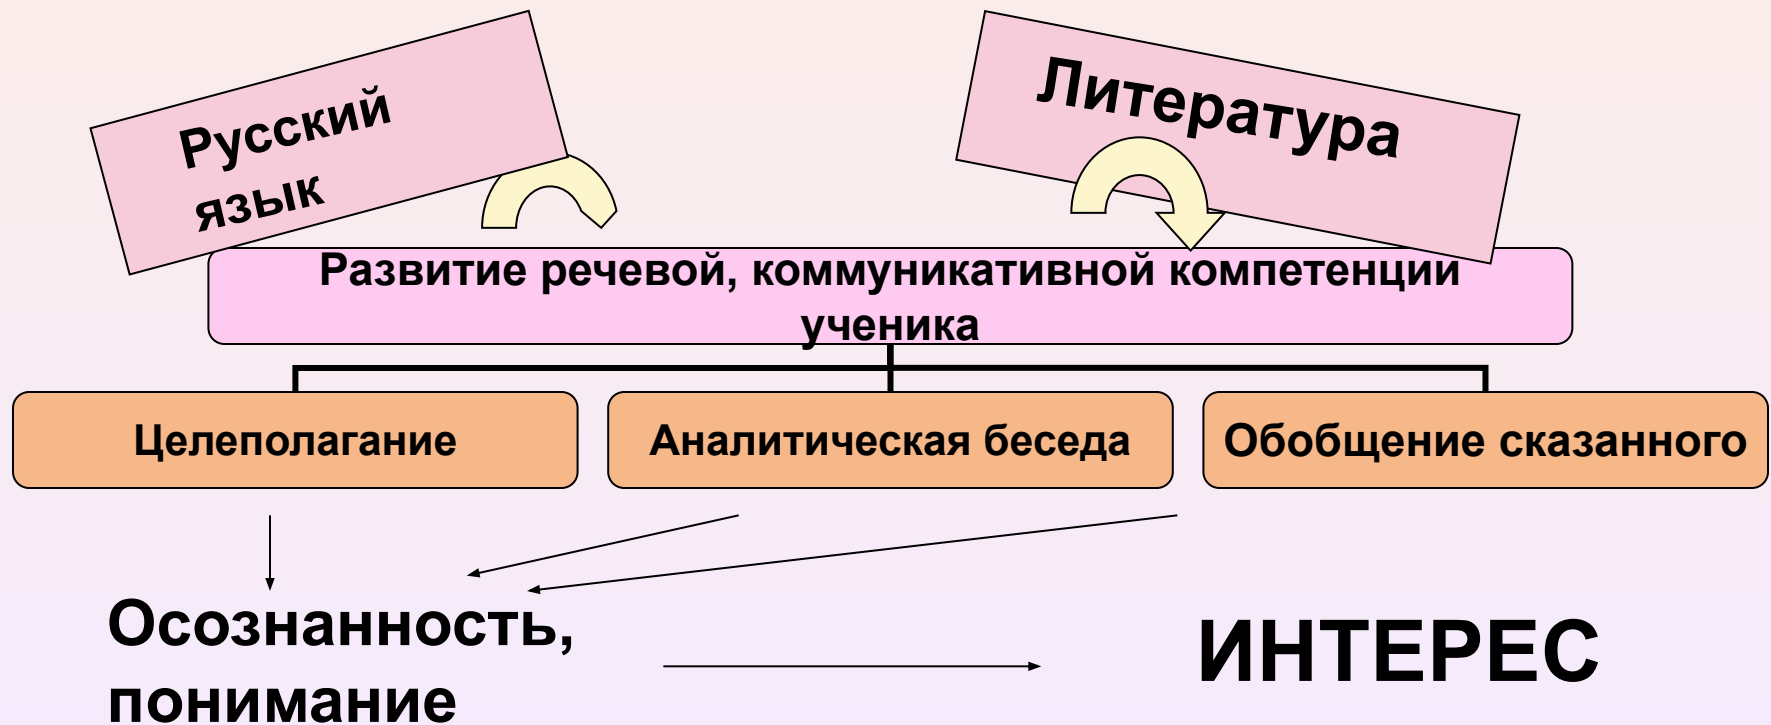 Русский
язык
Литература
Развитие речевой, коммуникативной компетенции
ученика
Целеполагание
Аналитическая беседа
Обобщение сказанного
Осознанность,
понимание
ИНТЕРЕС